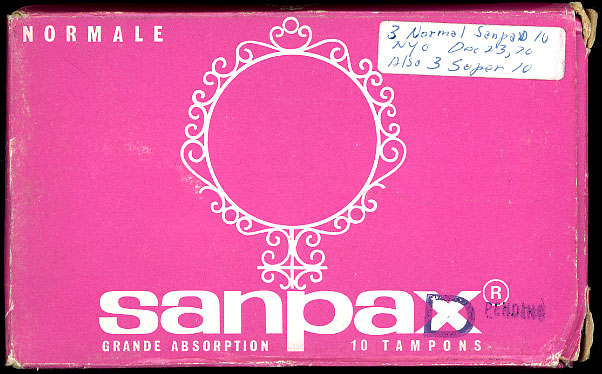 NORMALE
3 Normal Sanpax 10
NYC Dec 23, 70
Also 3 Super 10
sanpax®
D
PENDING
GRANDE ABSORPTION 10 TAMPONS